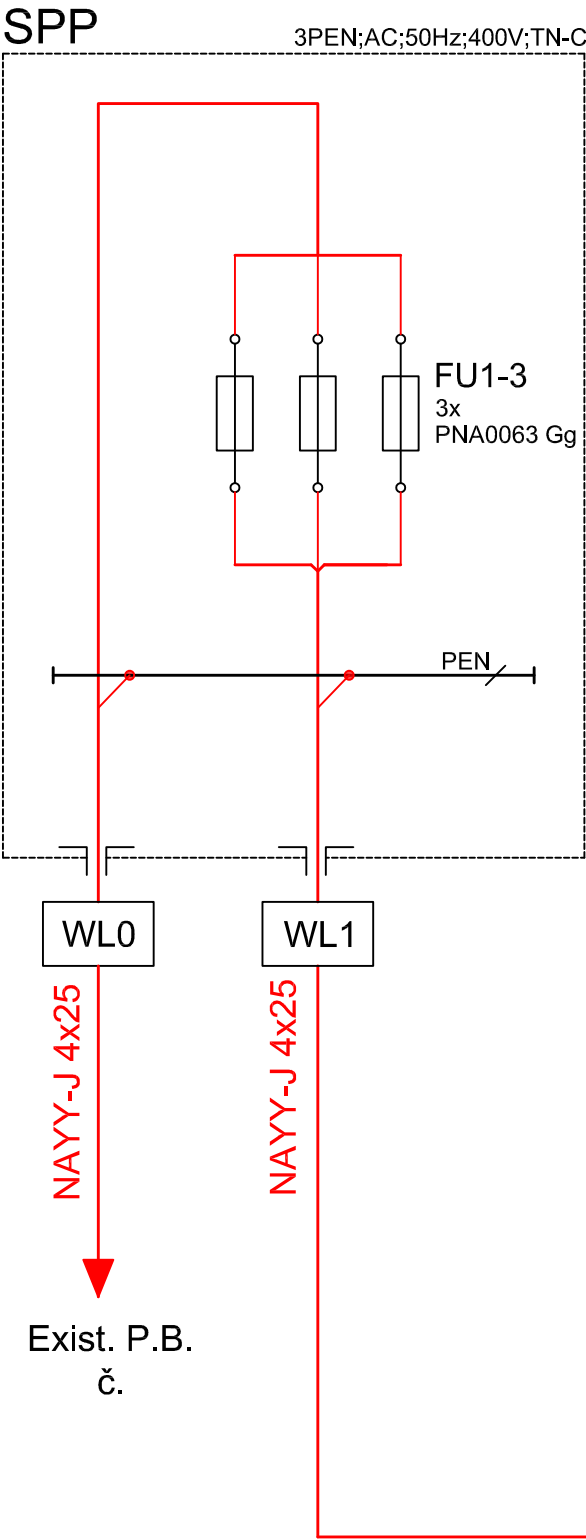 SPP
3PEN;AC;50Hz;400V;TN-C
FU1-3
3x
PNA0063 Gg
PEN
WL0
WL1
NAYY-J 4x25
NAYY-J 4x25
Exist. P.B.
č.